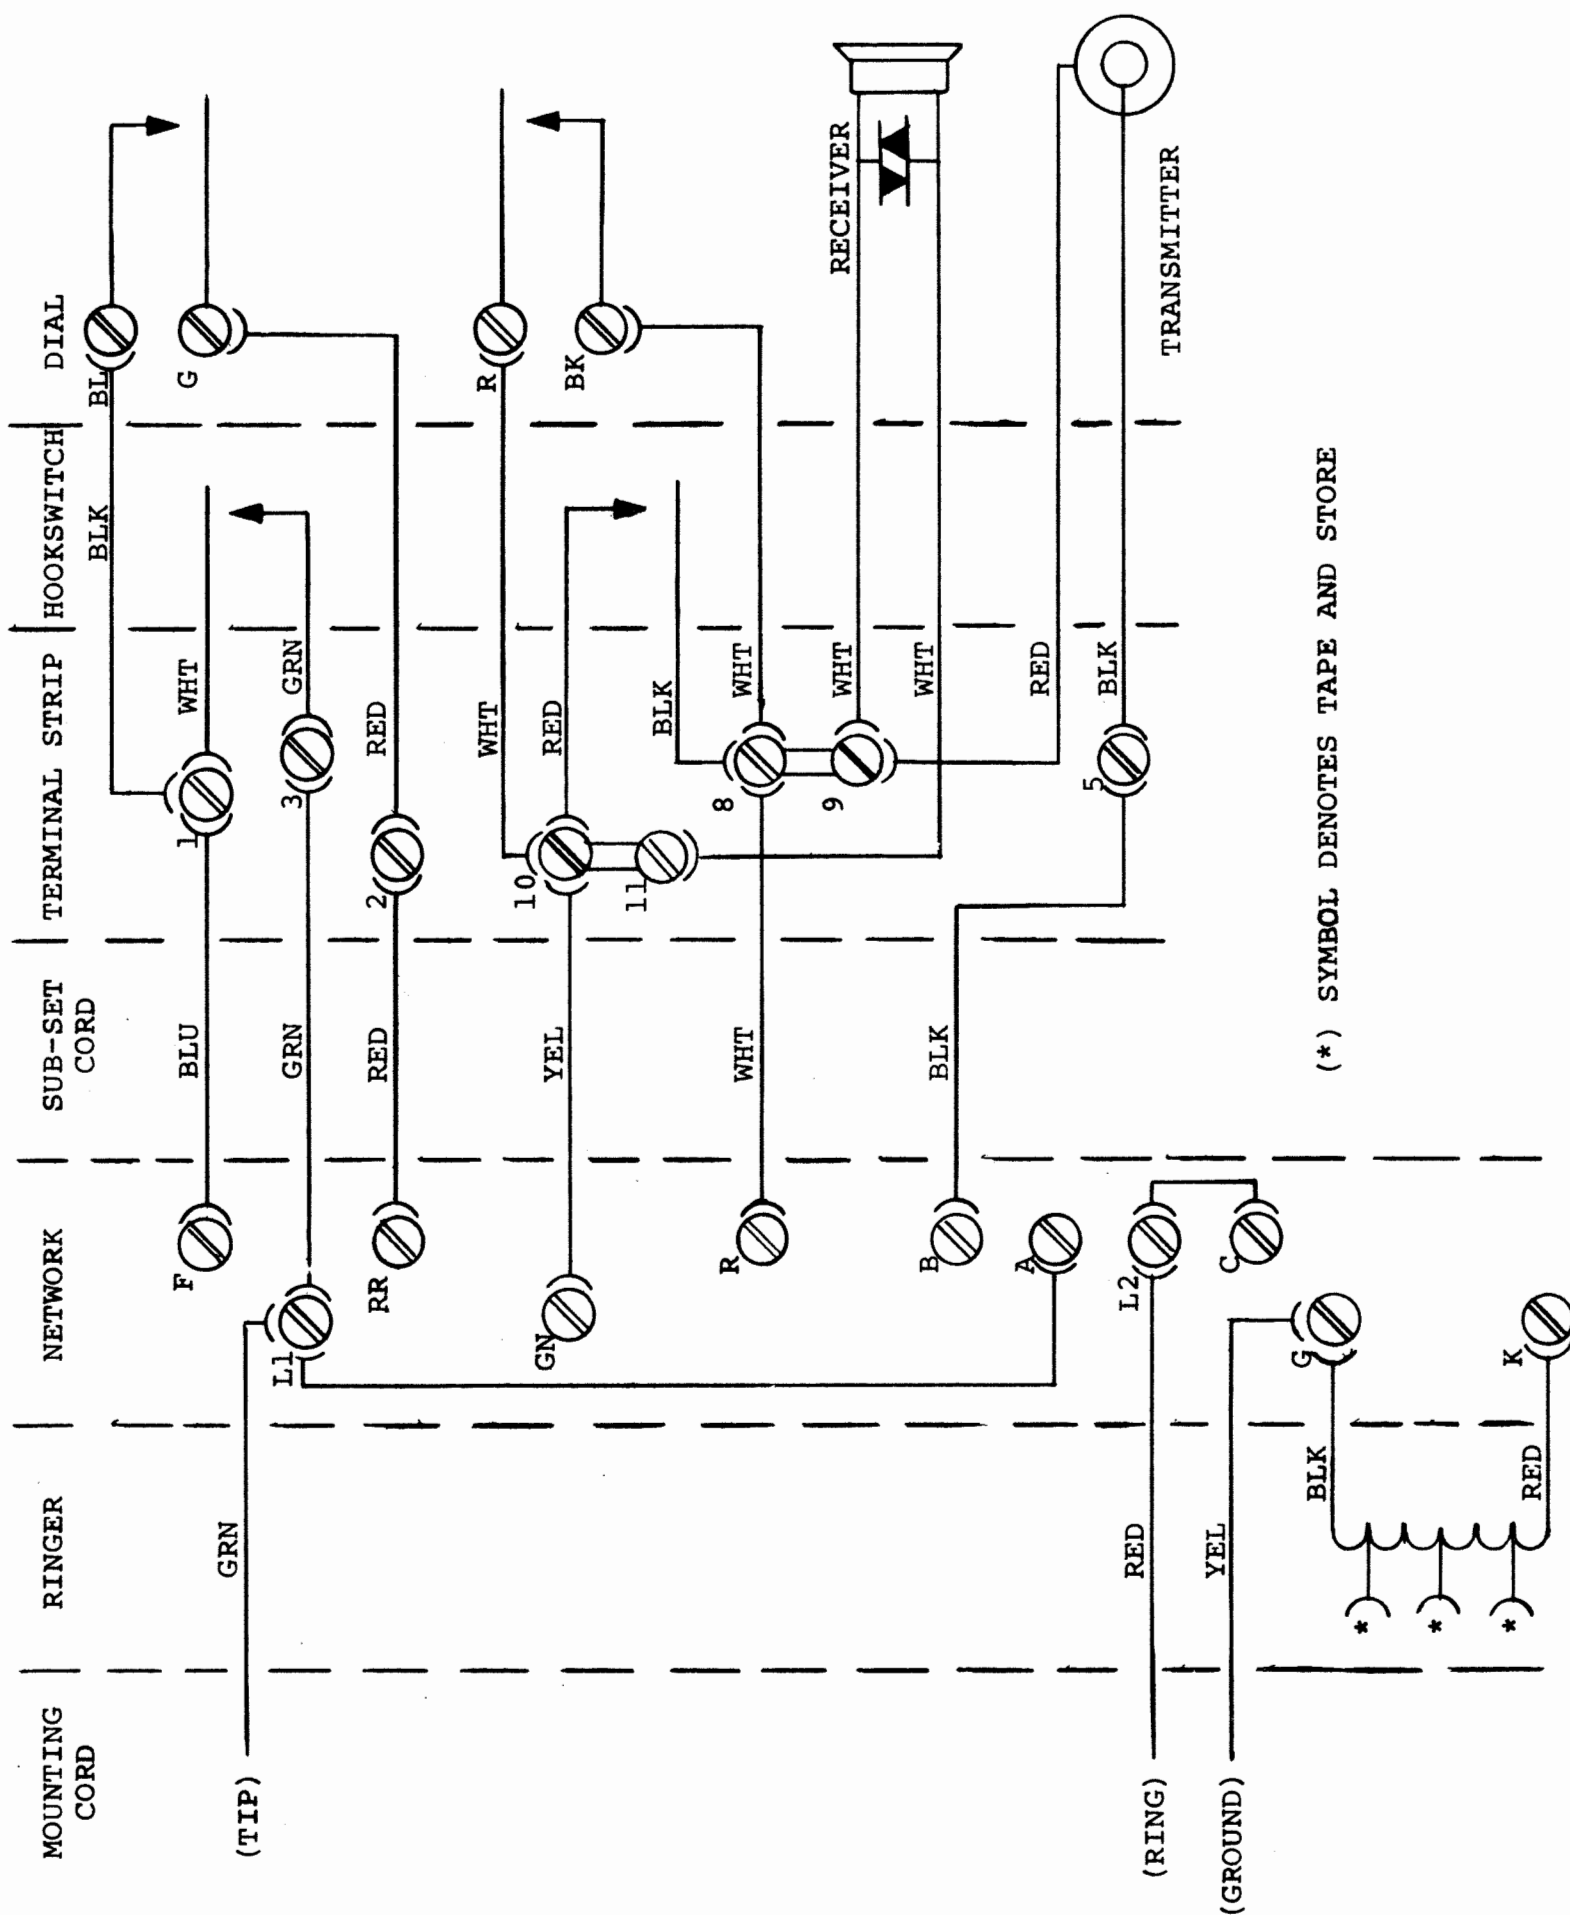 MOUNTING
CORD
RINGER
NETWORK
SUB-SET
CORD
TERMINAL STRIP
HOOKSWITCH
DIAL
(TIP)
GRN
L1
F
BLU
1
WHT
BLK
BL
GRN
3
GRN
G
RR
RED
2
RED
GN
YEL
10
11
WHT
RED
R
BK
R
WHT
8
9
BLK
WHT
WHT
WHT
RECEIVER
B
BLK
5
RED
BLK
TRANSMITTER
A
(RING)
RED
L2
C
(GROUND)
YEL
G
BLK
K
RED
*
*
*
(*) SYMBOL DENOTES TAPE AND STORE